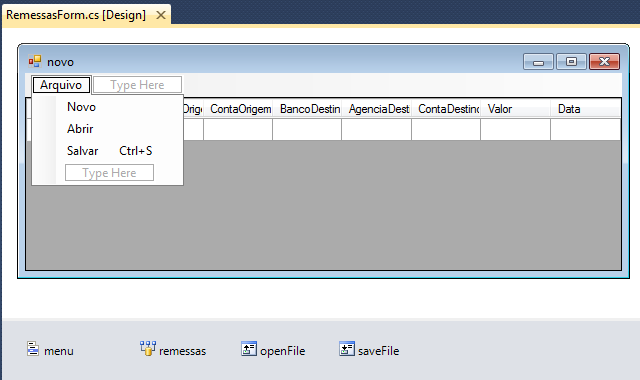 RemessasForm.cs [Design]
novo
Arquivo Type Here
Orige ContaOrigem BancoDestin AgenciaDest ContaDestino Valor Data
Novo
Abrir
Salvar Ctrl+S
Type Here
menu remessas openFile saveFile